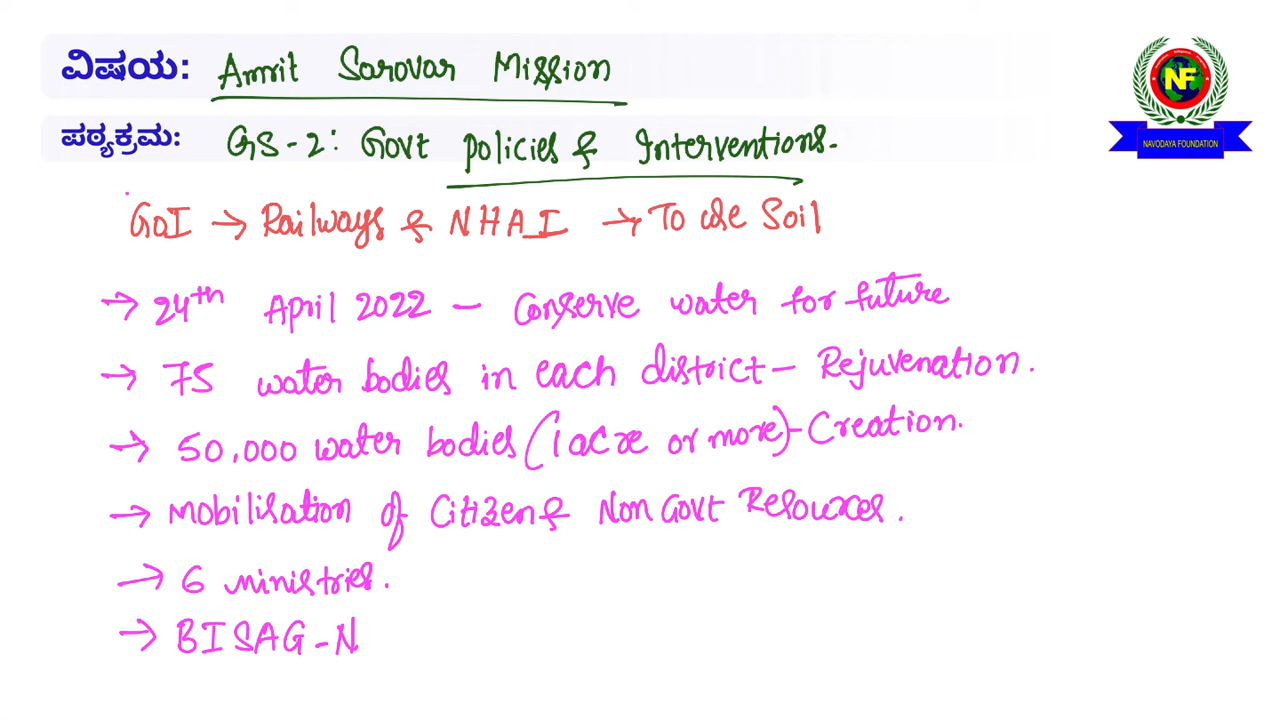 ವಿಷಯ: Amrit Sarovar Mission
ಪಠ್ಯಕ್ರಮ: GS-2: Govt Policies & Interventions.
GoI → Railways & NHAI → To use Soil
→ 24th April 2022 - Conserve water for future
→ 75 water bodies in each district - Rejuvenation.
→ 50,000 water bodies (1 acre or more) - Creation.
→ Mobilisation of Citizen & Non Govt Resources.
→ 6 ministries.
→ BISAG-N
NF
NAVODAYA FOUNDATION